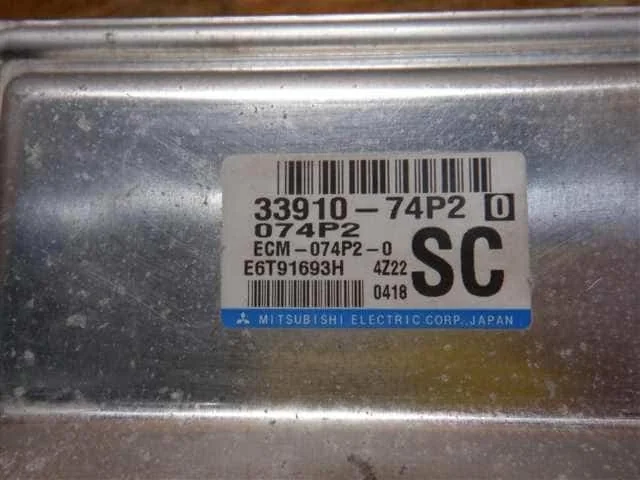 33910-74P2 0
074P2
ECM-074P2-0
E6T91693H 4Z22 SC
0418
MITSUBISHI ELECTRIC CORP., JAPAN